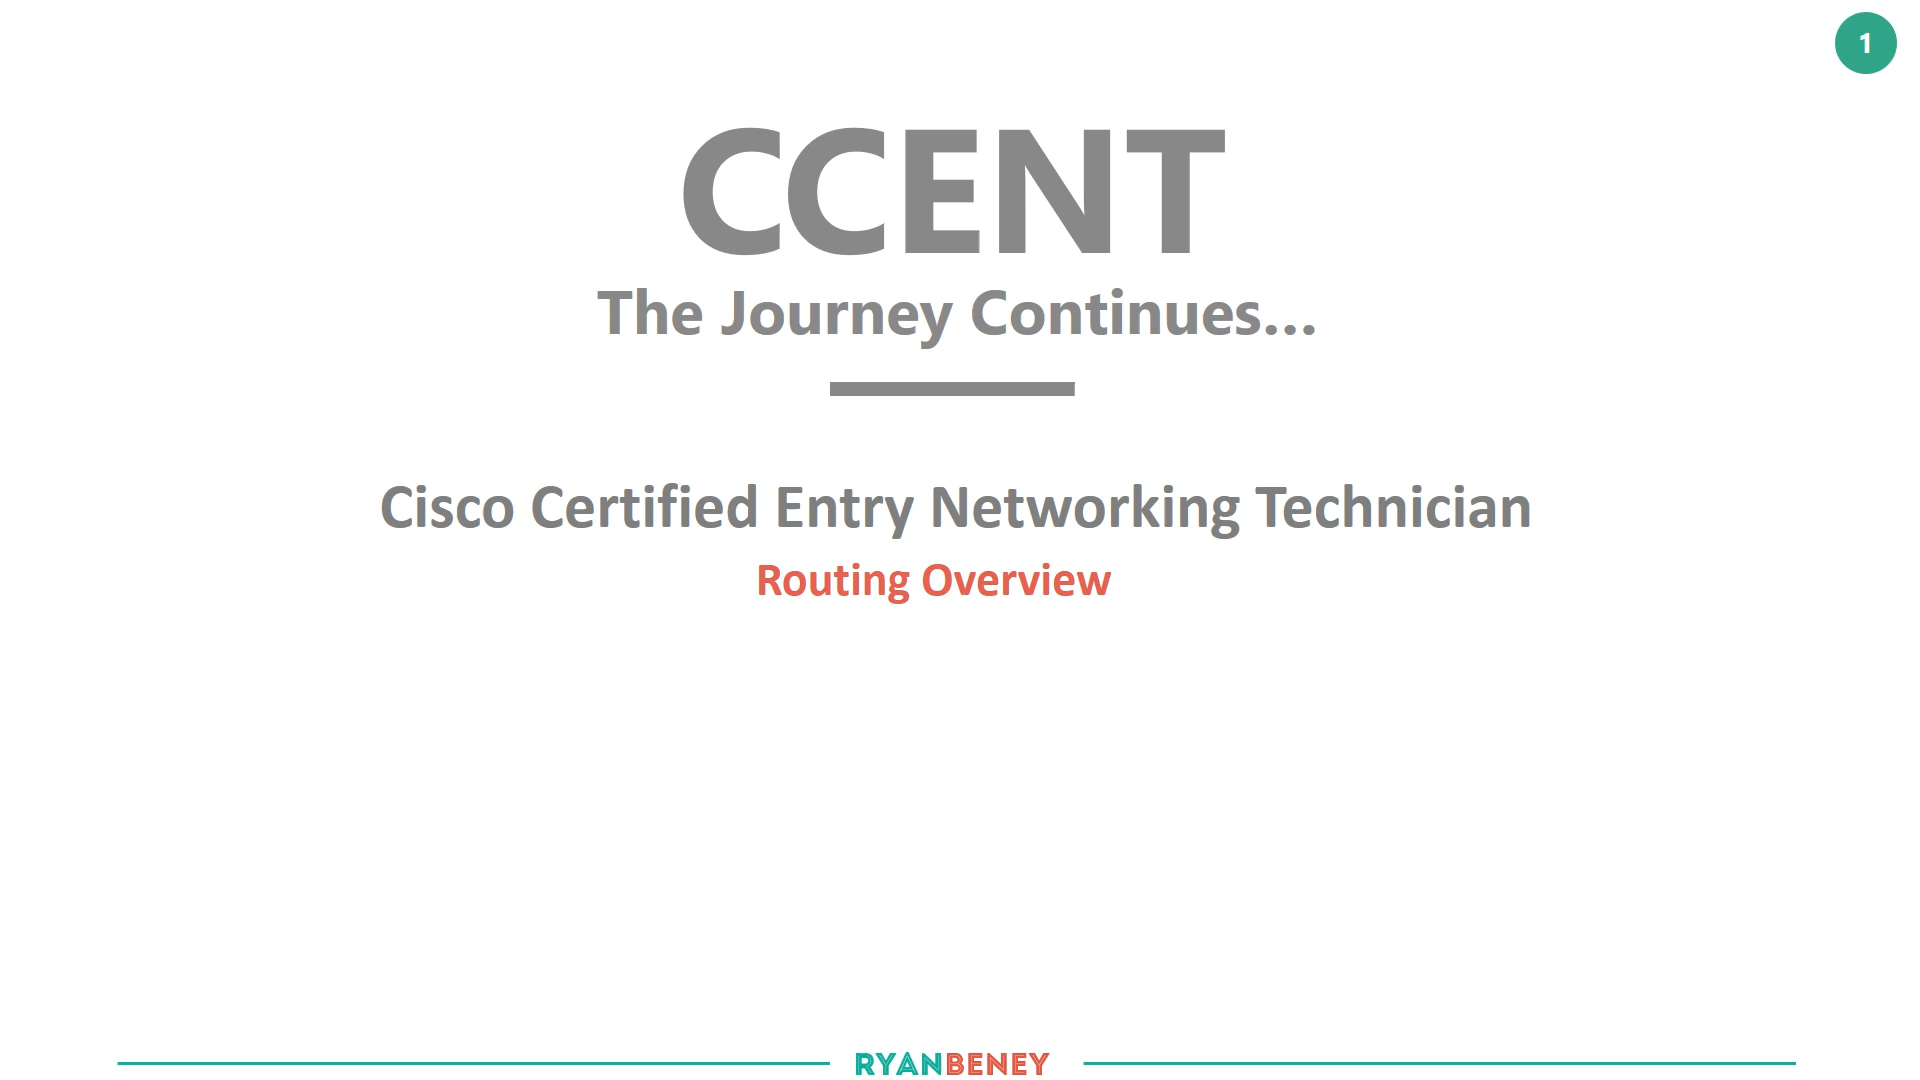 1
CCENT
The Journey Continues...
Cisco Certified Entry Networking Technician
Routing Overview
RYANBENEY